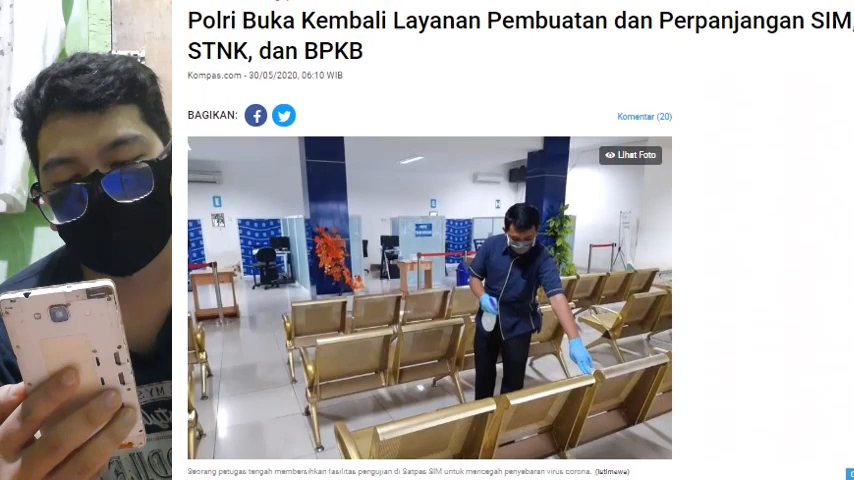 Polri Buka Kembali Layanan Pembuatan dan Perpanjangan SIM,
STNK, dan BPKB
Kompas.com - 30/05/2020, 06:10 WIB
BAGIKAN:
Komentar (20)
Lihat Foto
Seorang petugas tengah membersihkan fasilitas pengujian di Satpas SIM untuk mencegah penyebaran virus corona. (Istimewa)